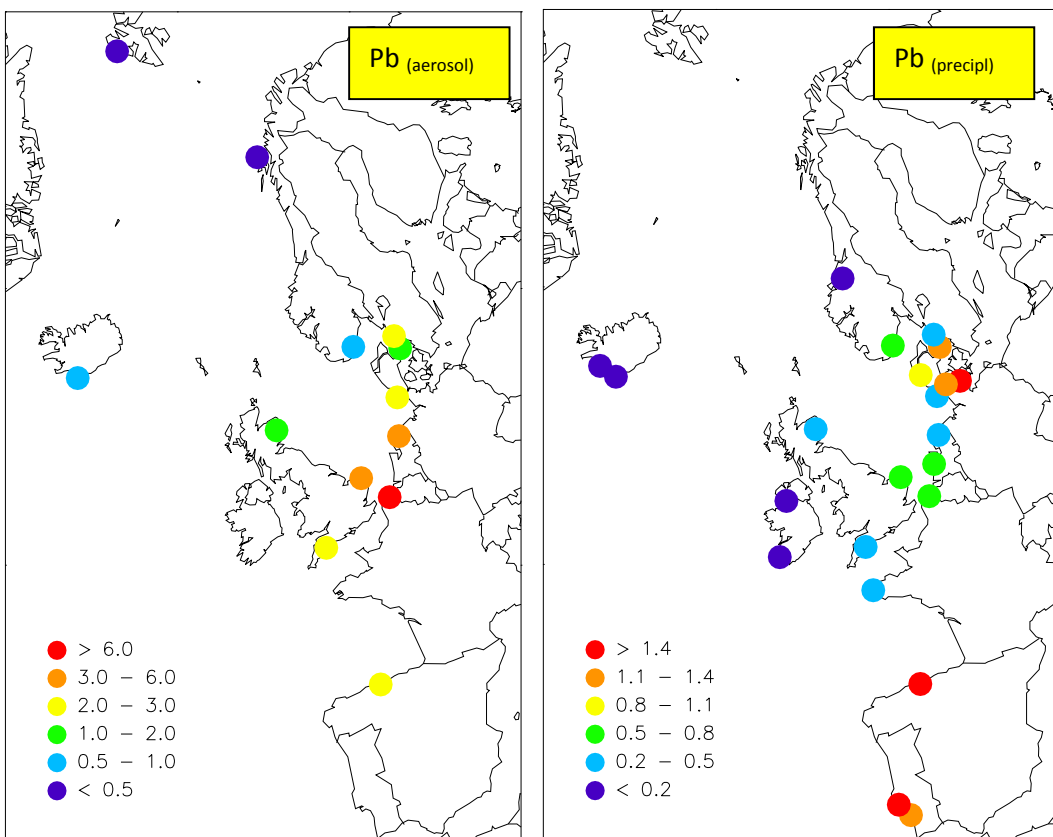 Pb (aerosol)
> 6.0
3.0 – 6.0
2.0 – 3.0
1.0 – 2.0
0.5 – 1.0
< 0.5
Pb (precipl)
> 1.4
1.1 – 1.4
0.8 – 1.1
0.5 – 0.8
0.2 – 0.5
< 0.2